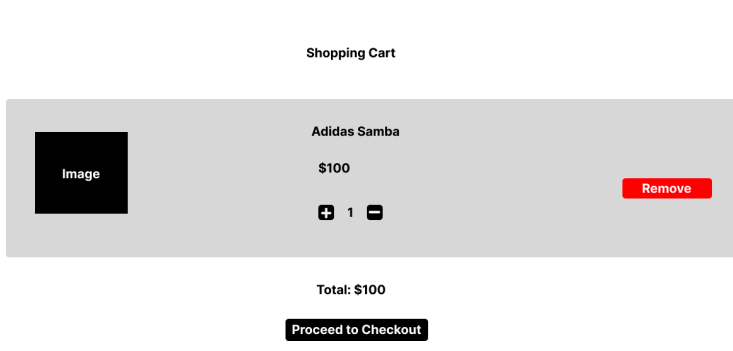 Shopping Cart
Adidas Samba
Image
$100
Remove
1
Total: $100
Proceed to Checkout